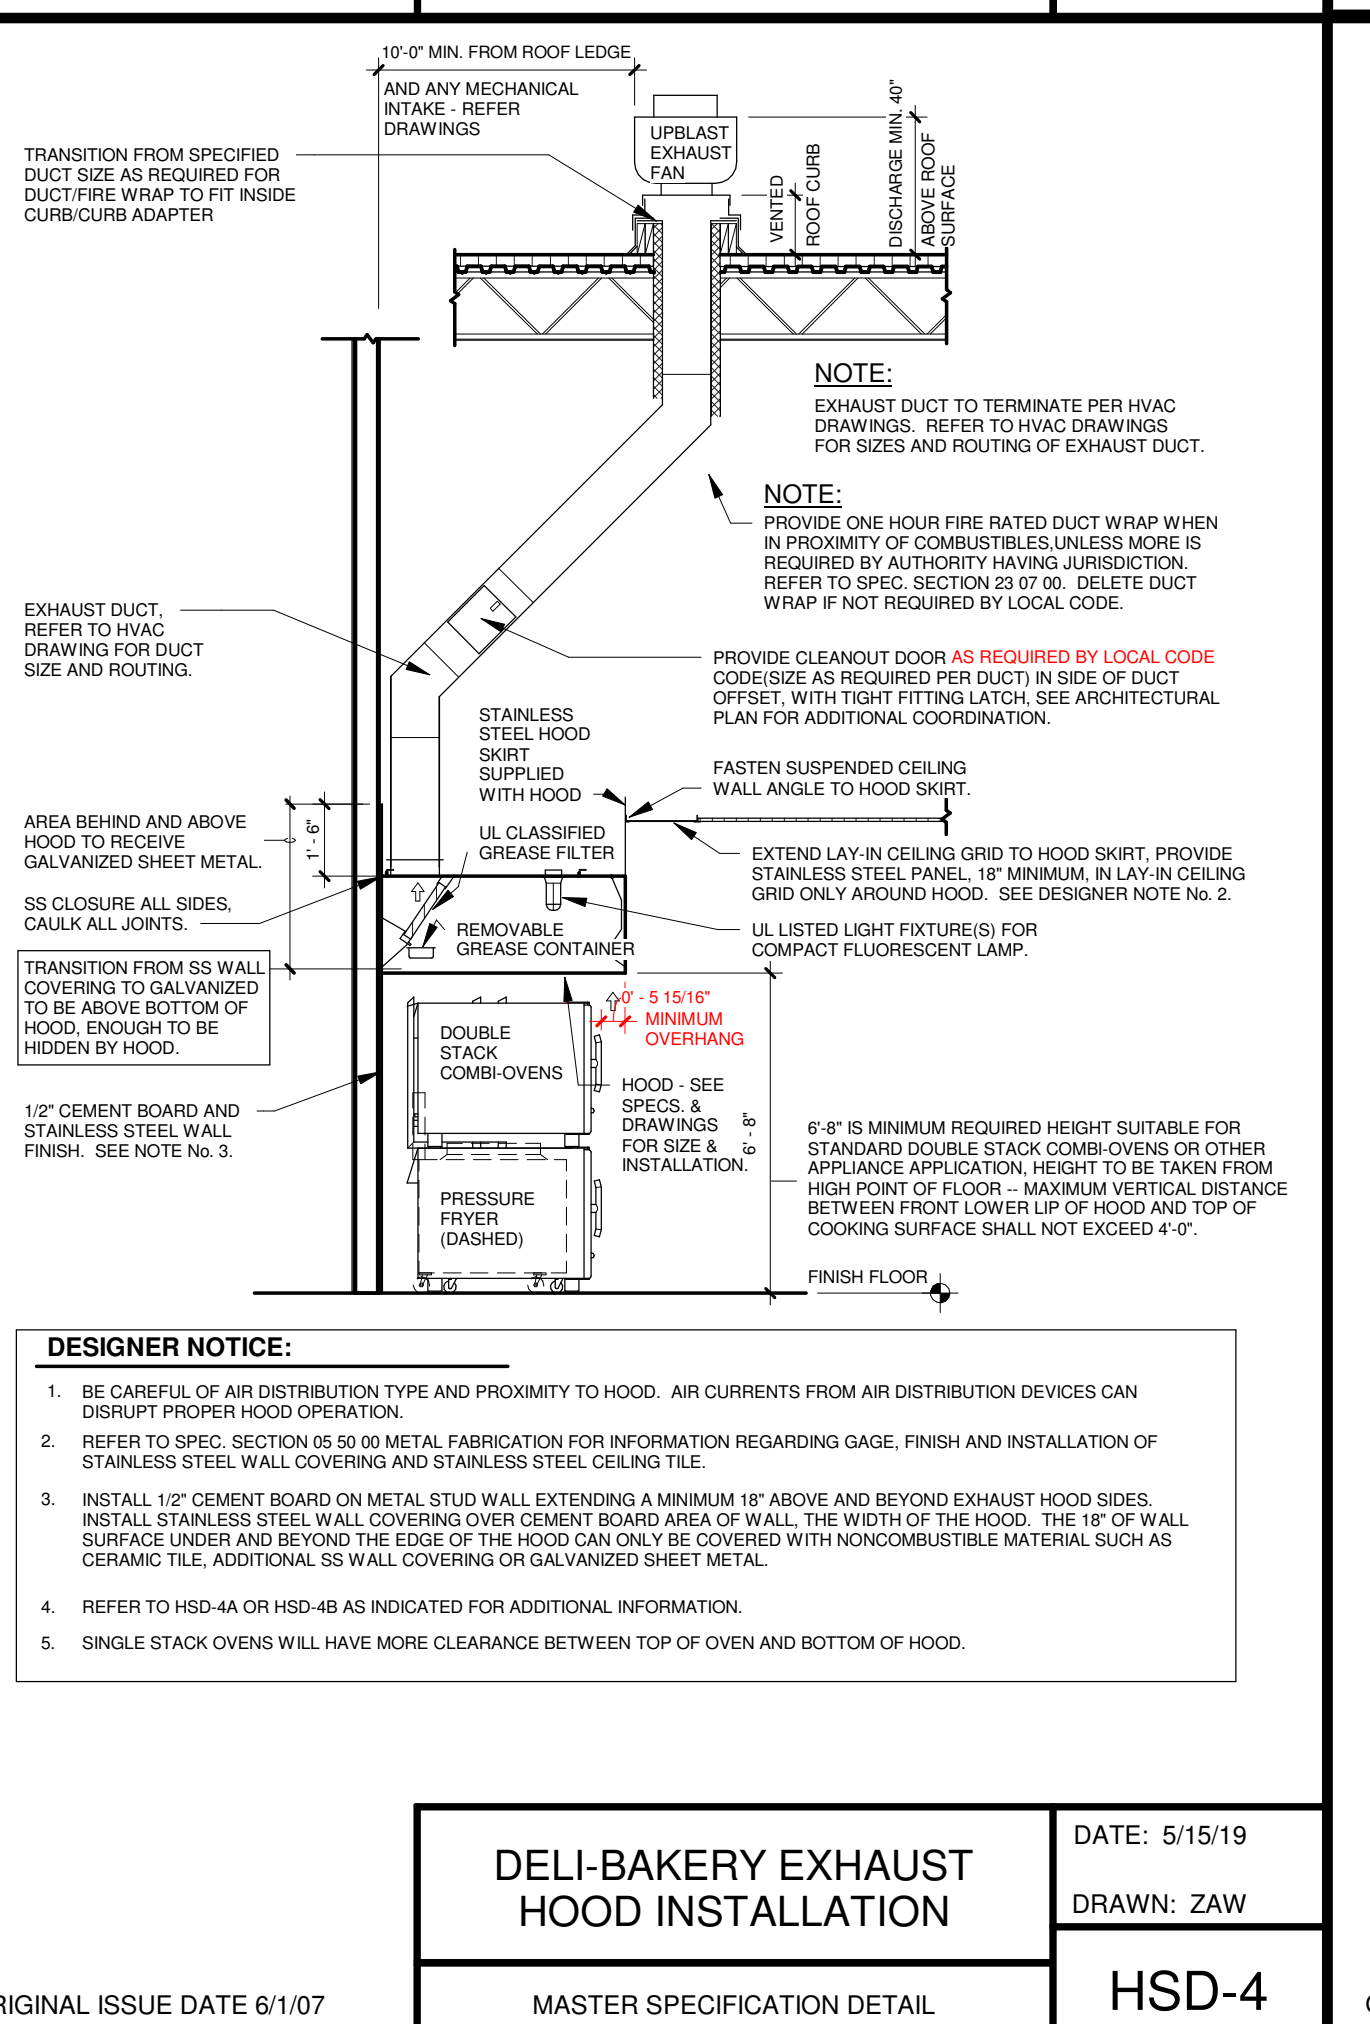 10'-0" MIN. FROM ROOF LEDGE
AND ANY MECHANICAL
INTAKE - REFER
DRAWINGS
UPBLAST
EXHAUST
FAN
VENTED
ROOF CURB
DISCHARGE MIN. 40"
ABOVE ROOF
SURFACE
TRANSITION FROM SPECIFIED
DUCT SIZE AS REQUIRED FOR
DUCT/FIRE WRAP TO FIT INSIDE
CURB/CURB ADAPTER
NOTE:
EXHAUST DUCT TO TERMINATE PER HVAC
DRAWINGS. REFER TO HVAC DRAWINGS
FOR SIZES AND ROUTING OF EXHAUST DUCT.
NOTE:
PROVIDE ONE HOUR FIRE RATED DUCT WRAP WHEN
IN PROXIMITY OF COMBUSTIBLES,UNLESS MORE IS
REQUIRED BY AUTHORITY HAVING JURISDICTION.
REFER TO SPEC. SECTION 23 07 00. DELETE DUCT
WRAP IF NOT REQUIRED BY LOCAL CODE.
EXHAUST DUCT,
REFER TO HVAC
DRAWING FOR DUCT
SIZE AND ROUTING.
PROVIDE CLEANOUT DOOR AS REQUIRED BY LOCAL CODE
CODE(SIZE AS REQUIRED PER DUCT) IN SIDE OF DUCT
OFFSET, WITH TIGHT FITTING LATCH, SEE ARCHITECTURAL
PLAN FOR ADDITIONAL COORDINATION.
STAINLESS
STEEL HOOD
SKIRT
SUPPLIED
WITH HOOD
FASTEN SUSPENDED CEILING
WALL ANGLE TO HOOD SKIRT.
AREA BEHIND AND ABOVE
HOOD TO RECEIVE
GALVANIZED SHEET METAL.
1' - 6"
UL CLASSIFIED
GREASE FILTER
EXTEND LAY-IN CEILING GRID TO HOOD SKIRT, PROVIDE
STAINLESS STEEL PANEL, 18" MINIMUM, IN LAY-IN CEILING
GRID ONLY AROUND HOOD. SEE DESIGNER NOTE No. 2.
SS CLOSURE ALL SIDES,
CAULK ALL JOINTS.
REMOVABLE
GREASE CONTAINER
UL LISTED LIGHT FIXTURE(S) FOR
COMPACT FLUORESCENT LAMP.
TRANSITION FROM SS WALL
COVERING TO GALVANIZED
TO BE ABOVE BOTTOM OF
HOOD, ENOUGH TO BE
HIDDEN BY HOOD.
0' - 5 15/16"
MINIMUM
OVERHANG
DOUBLE
STACK
COMBI-OVENS
HOOD - SEE
SPECS. &
DRAWINGS
FOR SIZE &
INSTALLATION.
6' - 8"
1/2" CEMENT BOARD AND
STAINLESS STEEL WALL
FINISH. SEE NOTE No. 3.
6'-8" IS MINIMUM REQUIRED HEIGHT SUITABLE FOR
STANDARD DOUBLE STACK COMBI-OVENS OR OTHER
APPLIANCE APPLICATION, HEIGHT TO BE TAKEN FROM
HIGH POINT OF FLOOR -- MAXIMUM VERTICAL DISTANCE
BETWEEN FRONT LOWER LIP OF HOOD AND TOP OF
COOKING SURFACE SHALL NOT EXCEED 4'-0".
PRESSURE
FRYER
(DASHED)
FINISH FLOOR
DESIGNER NOTICE:
1. BE CAREFUL OF AIR DISTRIBUTION TYPE AND PROXIMITY TO HOOD. AIR CURRENTS FROM AIR DISTRIBUTION DEVICES CAN
DISRUPT PROPER HOOD OPERATION.
2. REFER TO SPEC. SECTION 05 50 00 METAL FABRICATION FOR INFORMATION REGARDING GAGE, FINISH AND INSTALLATION OF
STAINLESS STEEL WALL COVERING AND STAINLESS STEEL CEILING TILE.
3. INSTALL 1/2" CEMENT BOARD ON METAL STUD WALL EXTENDING A MINIMUM 18" ABOVE AND BEYOND EXHAUST HOOD SIDES.
INSTALL STAINLESS STEEL WALL COVERING OVER CEMENT BOARD AREA OF WALL, THE WIDTH OF THE HOOD. THE 18" OF WALL
SURFACE UNDER AND BEYOND THE EDGE OF THE HOOD CAN ONLY BE COVERED WITH NONCOMBUSTIBLE MATERIAL SUCH AS
CERAMIC TILE, ADDITIONAL SS WALL COVERING OR GALVANIZED SHEET METAL.
4. REFER TO HSD-4A OR HSD-4B AS INDICATED FOR ADDITIONAL INFORMATION.
5. SINGLE STACK OVENS WILL HAVE MORE CLEARANCE BETWEEN TOP OF OVEN AND BOTTOM OF HOOD.
DELI-BAKERY EXHAUST
HOOD INSTALLATION
DATE: 5/15/19
DRAWN: ZAW
RIGINAL ISSUE DATE 6/1/07
MASTER SPECIFICATION DETAIL
HSD-4